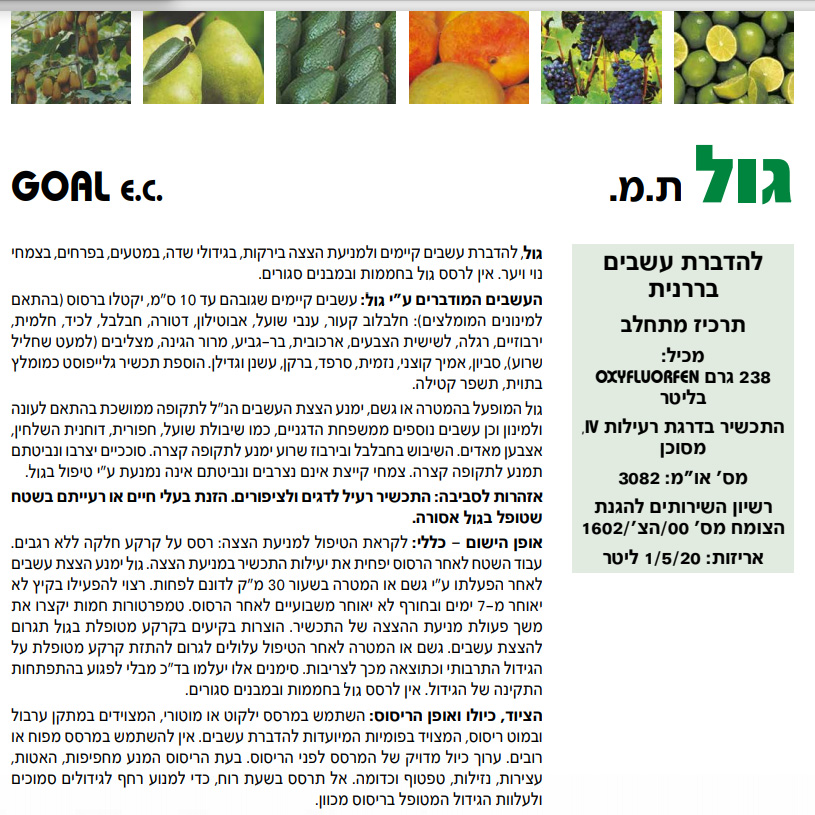 גול ת.מ.
GOAL E.C.
להדברת עשבים
בררנית
תרכיז מתחלב
מכיל:
238 גרם OXYFLUORFEN
בליטר
התכשיר בדרגת רעילות IV,
מסוכן
מס׳ או״מ: 3082
רשיון השירותים להגנת
הצומח מס׳ 00/הצ׳/1602
אריזות: 1/5/20 ליטר
גול, להדברת עשבים קיימים ולמניעת הצצה בירקות, בגידולי שדה, במטעים, בפרחים, בצמחי
נוי ויער. אין לרסס גול בחממות ובמבנים סגורים.
העשבים המודברים ע״י גול: עשבים קיימים שגובהם עד 10 ס״מ, יקטלו ברסוס (בהתאם
למינונים המומלצים): חלבלוב קעור, ענבי שועל, אבוטילון, דטורה, חבלבל, לכיד, חלמית,
ירבוזיים, רגלה, לשישית הצבעים, ארכובית, בר-גביע, מרור הגינה, מצליבים (למעט שחליל
שרוע), סביון, אמיך קוצני, נזמית, סרפד, ברקן, עשנן וגדילן. הוספת תכשיר גלייפוסט כמומלץ
בתוית, תשפר קטילה.
גול המופעל בהמטרה או גשם, ימנע הצצת העשבים הנ״ל לתקופה ממושכת בהתאם לעונה
ולמינון וכן עשבים נוספים ממשפחת הדגניים, כמו שיבולת שועל, חפורית, דוחנית השלחין,
אצבען מאדים. השיבוש בחבלבל ובירבוז שרוע ימנע לתקופה קצרה. סוככיים יצרבו ונביטתם
תמנע לתקופה קצרה. צמחי קייצת אינם נצרבים ונביטתם אינה נמנעת ע״י טיפול בגול.
אזהרות לסביבה: התכשיר רעיל לדגים ולציפורים. הזנת בעלי חיים או רעייתם בשטח
שטופל בגול אסורה.
אופן הישום – כללי: לקראת הטיפול למניעת הצצה: רסס על קרקע חלקה ללא רגבים.
עבוד השטח לאחר הרסוס יפחית את יעילות התכשיר במניעת הצצה. גול ימנע הצצת עשבים
לאחר הפעלתו ע״י גשם או המטרה בשעור 30 מ״ק לדונם לפחות. רצוי להפעילו בקיץ לא
יאוחר מ-7 ימים ובחורף לא יאוחר משבועיים לאחר הרסוס. טמפרטורות חמות יקצרו את
משך פעולת מניעת ההצצה של התכשיר. הוצרות בקיעים בקרקע מטופלת בגול תגרום
להצצת עשבים. גשם או המטרה לאחר הטיפול עלולים לגרום להתזת קרקע מטופלת על
הגידול התרבותי וכתוצאה מכך לצריבות. סימנים אלו יעלמו בד״כ מבלי לפגוע בהתפתחות
התקינה של הגידול. אין לרסס גול בחממות ובמבנים סגורים.
הציוד, כיולו ואופן הריסוס: השתמש במרסס ילקוט או מוטורי, המצוידים במתקן ערבול
ובמוט ריסוס, המצויד בפומיות המיועדות להדברת עשבים. אין להשתמש במרסס מפוח או
רובים. ערוך כיול מדויק של המרסס לפני הריסוס. בעת הריסוס המנע מחפיפות, האטות,
עצירות, נזילות, טפטוף וכדומה. אל תרסס בשעת רוח, כדי למנוע רחף לגידולים סמוכים
ולעלוות הגידול המטופל בריסוס מכוון.